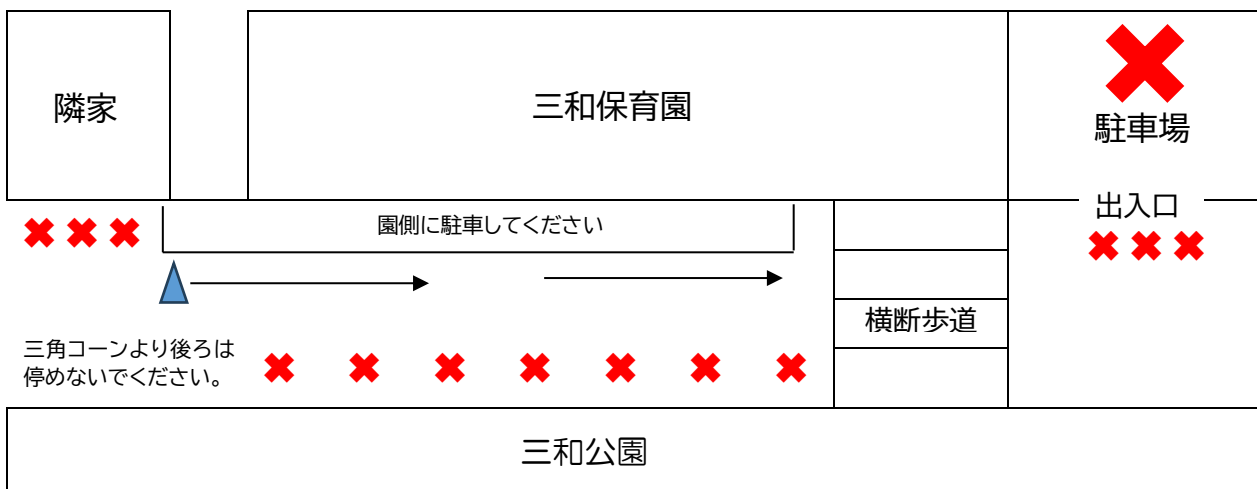 隣家
三和保育園
駐車場
出入口
園側に駐車してください
横断歩道
三角コーンより後ろは
停めないでください。
三和公園